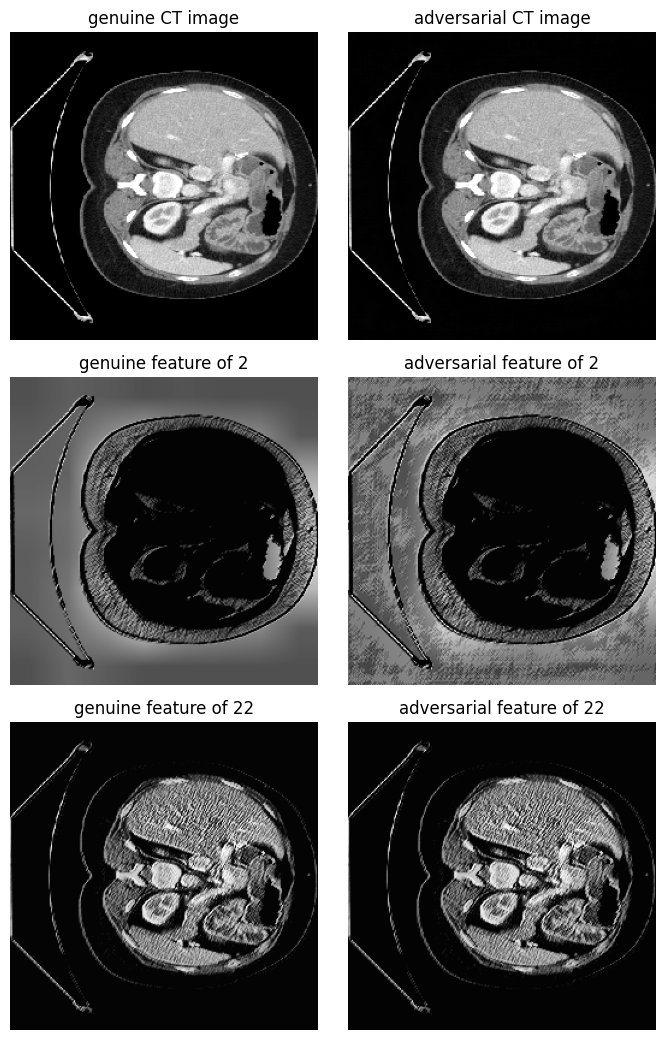 genuine CT image
adversarial CT image
genuine feature of 2
adversarial feature of 2
genuine feature of 22
adversarial feature of 22